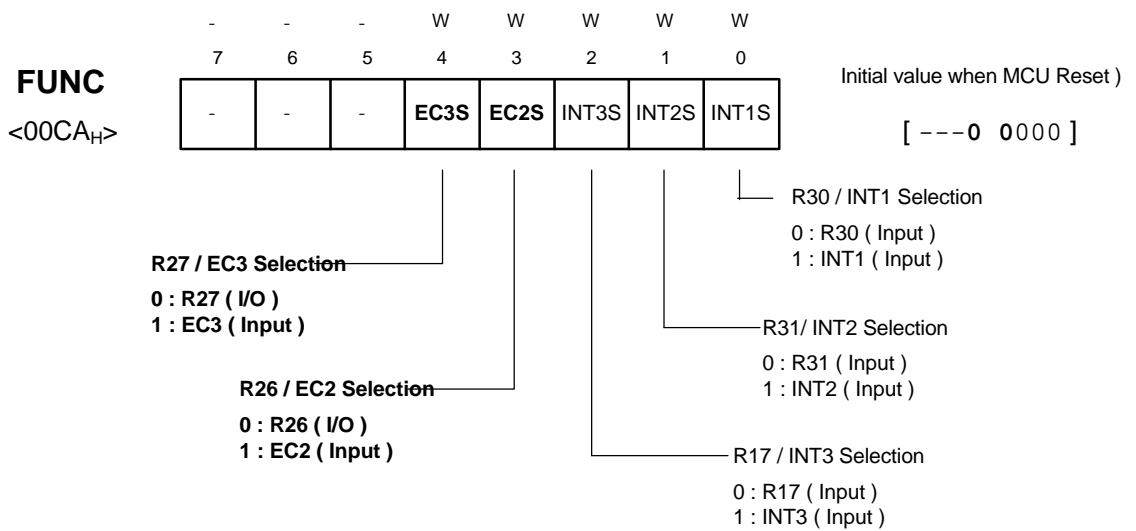 - - - W W W W W
7 6 5 4 3 2 1 0
FUNC
<00CAH>
- - - EC3S EC2S INT3S INT2S INT1S
Initial value when MCU Reset )
[ ---0 0000 ]
R30 / INT1 Selection
0 : R30 ( Input )
1 : INT1 ( Input )
R27 / EC3 Selection
0 : R27 ( I/O )
1 : EC3 ( Input )
R31/ INT2 Selection
0 : R31 ( Input )
1 : INT2 ( Input )
R26 / EC2 Selection
0 : R26 ( I/O )
1 : EC2 ( Input )
R17 / INT3 Selection
0 : R17 ( Input )
1 : INT3 ( Input )